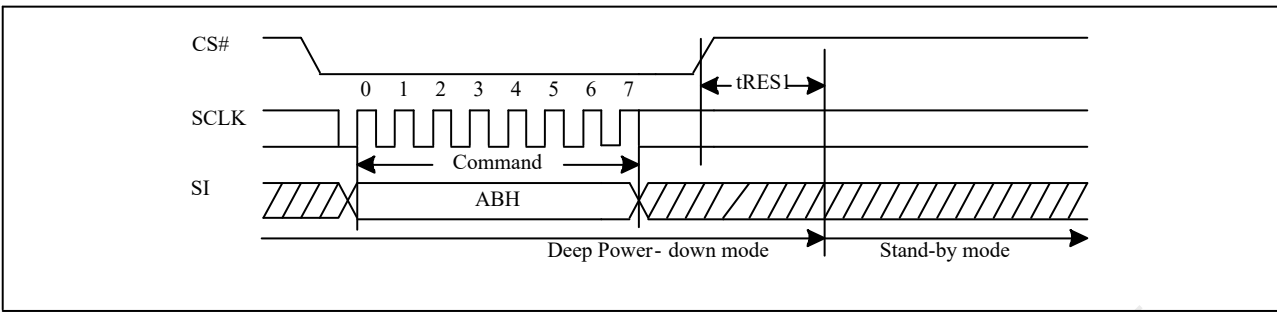 CS#
tRES1
0 1 2 3 4 5 6 7
SCLK
Command
SI
ABH
Deep Power- down mode Stand-by mode